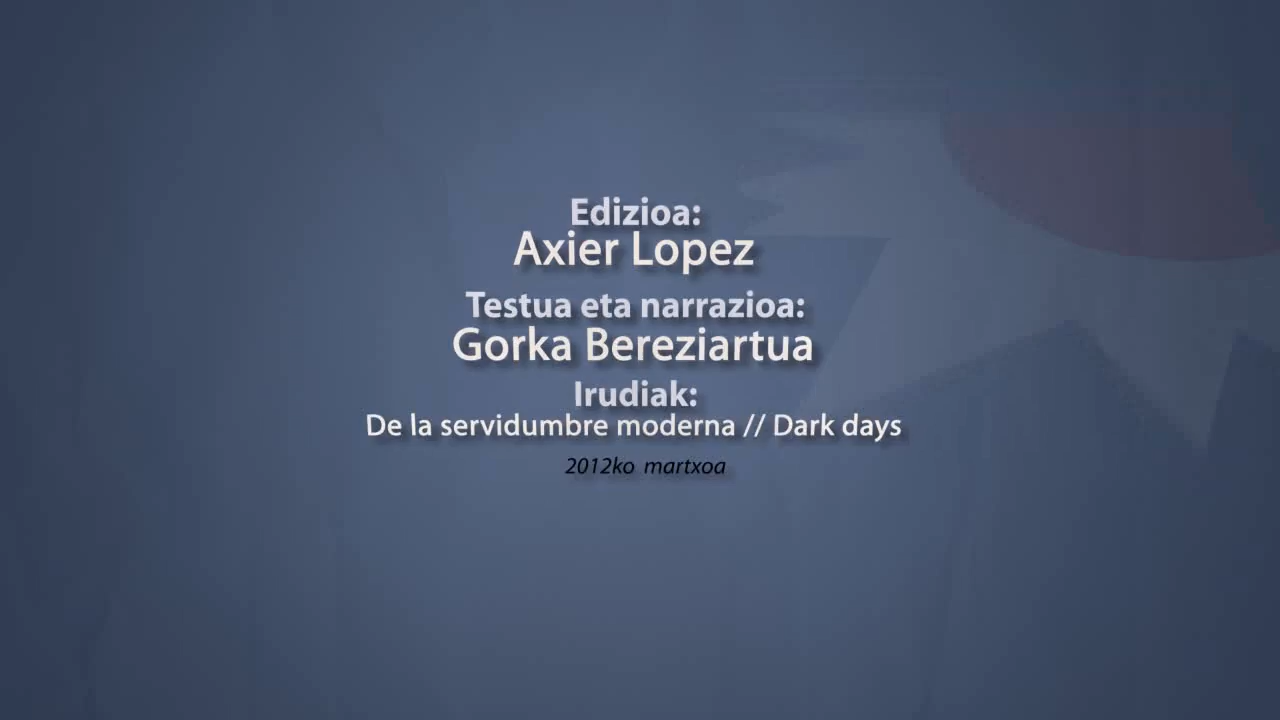 Edizioa:
Axier Lopez
Testua eta narrazioa:
Gorka Bereziartua
Irudiak:
De la servidumbre moderna // Dark days
2012ko martxoa